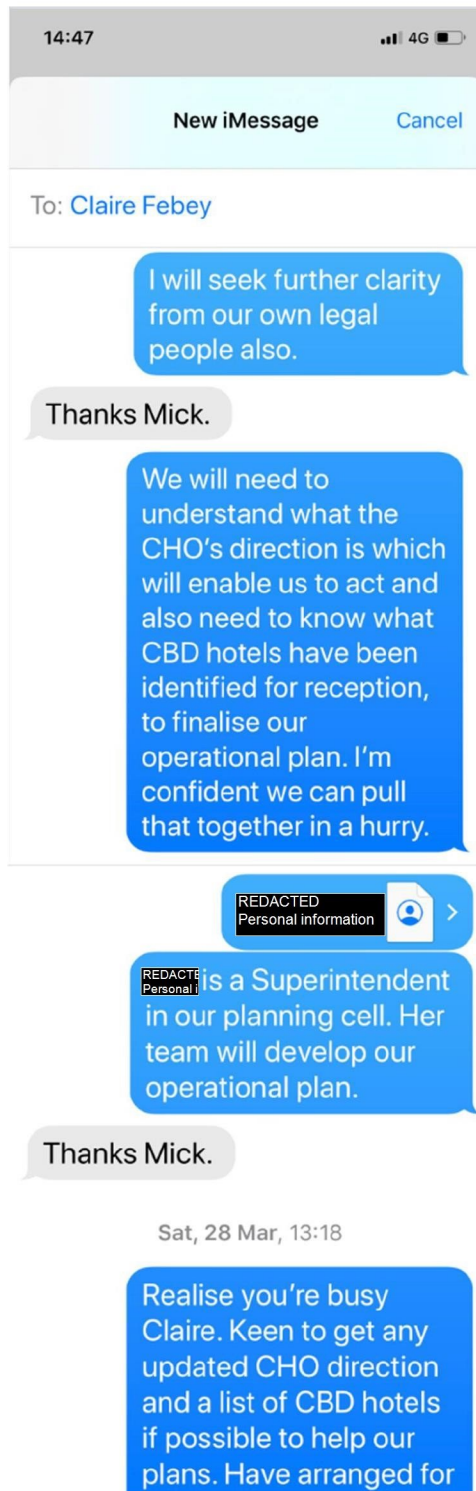 14:47
4G
New iMessage Cancel
To: Claire Febey
I will seek further clarity
from our own legal
people also.
Thanks Mick.
We will need to
understand what the
CHO's direction is which
will enable us to act and
also need to know what
CBD hotels have been
identified for reception,
to finalise our
operational plan. I'm
confident we can pull
that together in a hurry.
REDACTED
Personal information
REDACTE
Personal i
is a Superintendent
in our planning cell. Her
team will develop our
operational plan.
Thanks Mick.
Sat, 28 Mar, 13:18
Realise you're busy
Claire. Keen to get any
updated CHO direction
and a list of CBD hotels
if possible to help our
plans. Have arranged for